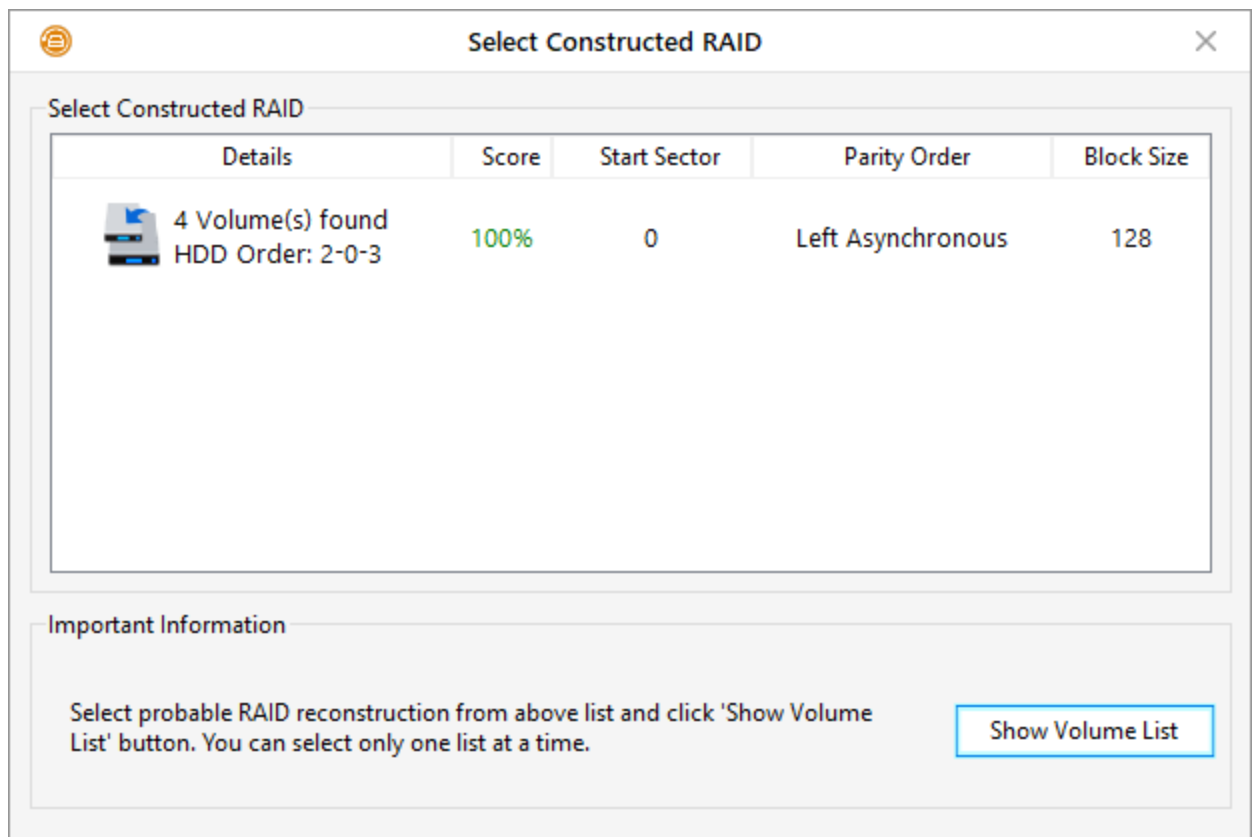 Select Constructed RAID
Select Constructed RAID
Details Score Start Sector Parity Order Block Size
4 Volume(s) found
HDD Order: 2-0-3
100% 0 Left Asynchronous 128
Important Information
Select probable RAID reconstruction from above list and click 'Show Volume
List' button. You can select only one list at a time.
Show Volume List